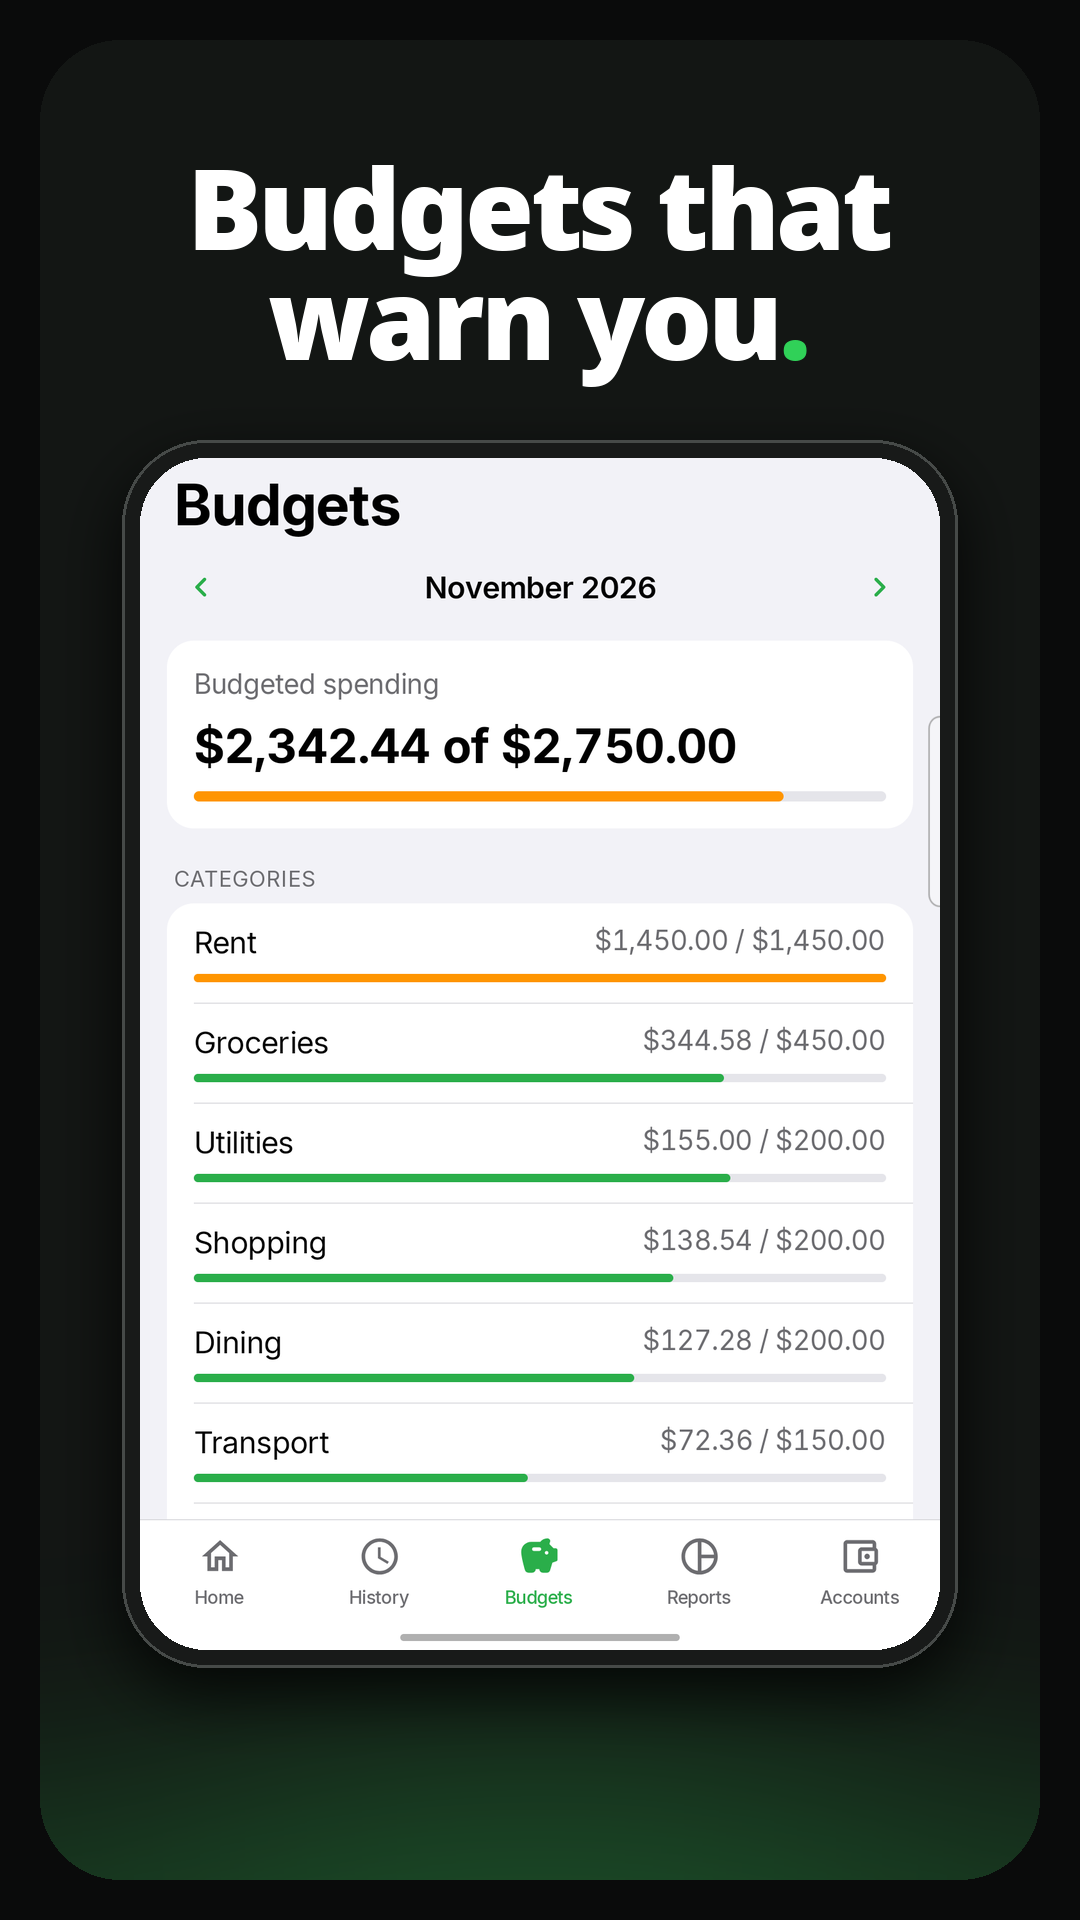 Budgets that
warn you.
Budgets
November 2026
Budgeted spending
$2,342.44 of $2,750.00
CATEGORIES
Rent $1,450.00 / $1,450.00
Groceries $344.58 / $450.00
Utilities $155.00 / $200.00
Shopping $138.54 / $200.00
Dining $127.28 / $200.00
Transport $72.36 / $150.00
Home History Budgets Reports Accounts